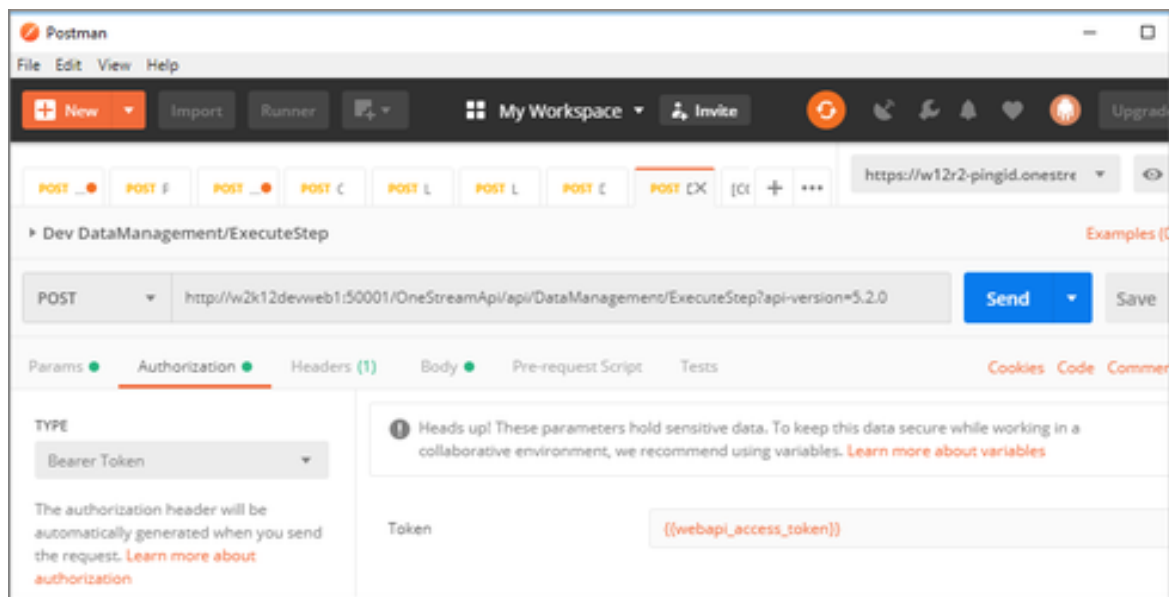 Postman
File Edit View Help
New Import Runner My Workspace Invite Upgrad
POST _ POST F POST _ POST C POST L POST L POST [ POST [ [CC + ••• https://w12r2-pingid.onestre
Dev DataManagement/ExecuteStep Examples (0
POST http://w2k12devweb1:50001/OneStreamApi/api/DataManagement/ExecuteStep?api-version=5.2.0 Send Save
Params Authorization Headers (1) Body Pre-request Script Tests Cookies Code Commer
TYPE
Bearer Token
The authorization header will be
automatically generated when you send
the request. Learn more about
authorization
Heads up! These parameters hold sensitive data. To keep this data secure while working in a
collaborative environment, we recommend using variables. Learn more about variables
Token {{webapi_access_token}}